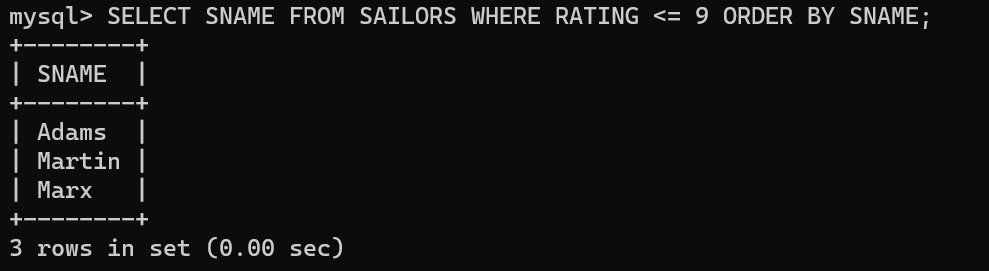 mysql> SELECT SNAME FROM SAILORS WHERE RATING <= 9 ORDER BY SNAME;
+--------+
| SNAME  |
+--------+
| Adams  |
| Martin |
| Marx   |
+--------+
3 rows in set (0.00 sec)